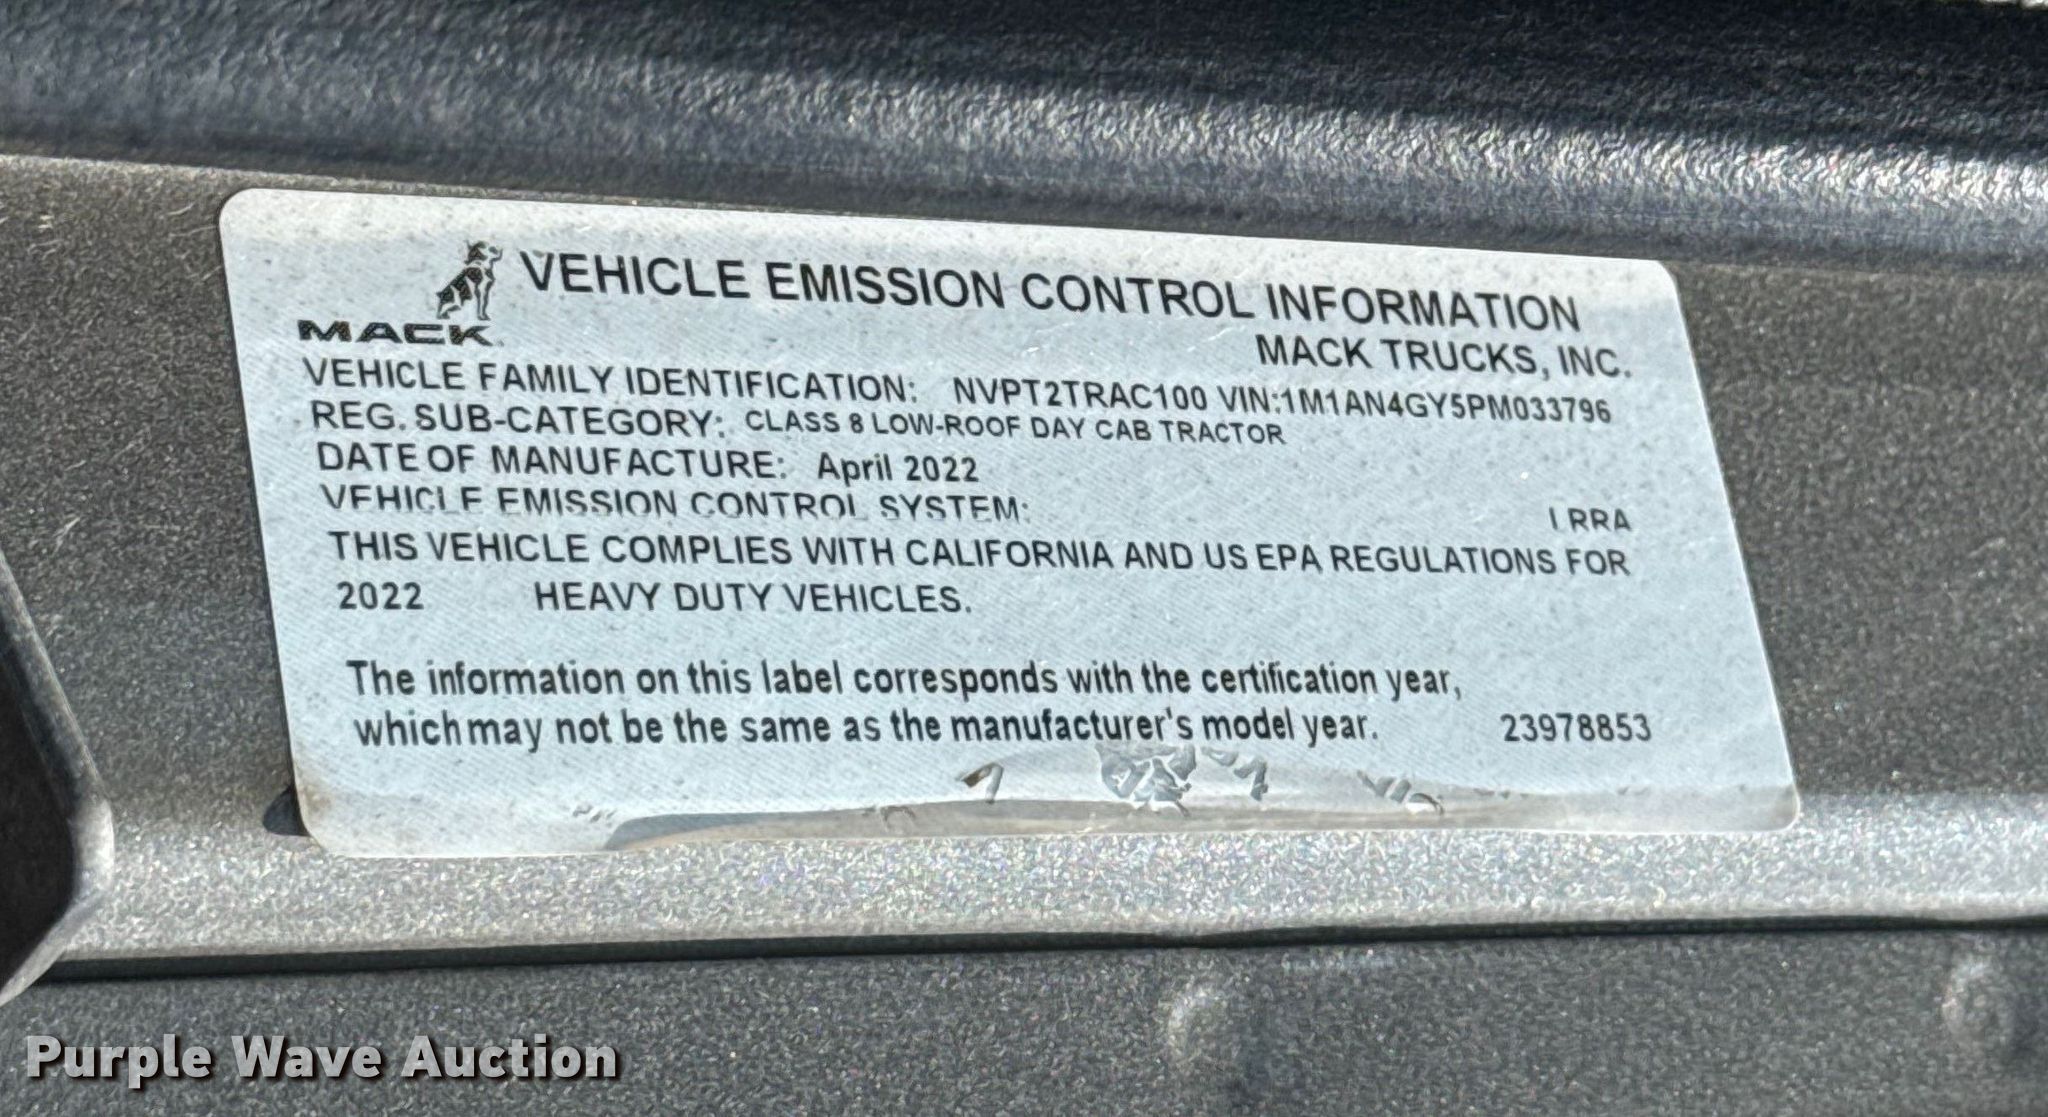 VEHICLE EMISSION CONTROL INFORMATION
MACK
MACK TRUCKS, INC.
VEHICLE FAMILY IDENTIFICATION: NVPT2TRAC100 VIN:1M1AN4GY5PM033796
REG. SUB-CATEGORY: CLASS 8 LOW-ROOF DAY CAB TRACTOR
DATE OF MANUFACTURE: April 2022
VEHICLE EMISSION CONTROL SYSTEM:
LRRA
THIS VEHICLE COMPLIES WITH CALIFORNIA AND US EPA REGULATIONS FOR
2022 HEAVY DUTY VEHICLES.
The information on this label corresponds with the certification year,
which may not be the same as the manufacturer's model year. 23978853
Purple Wave Auction